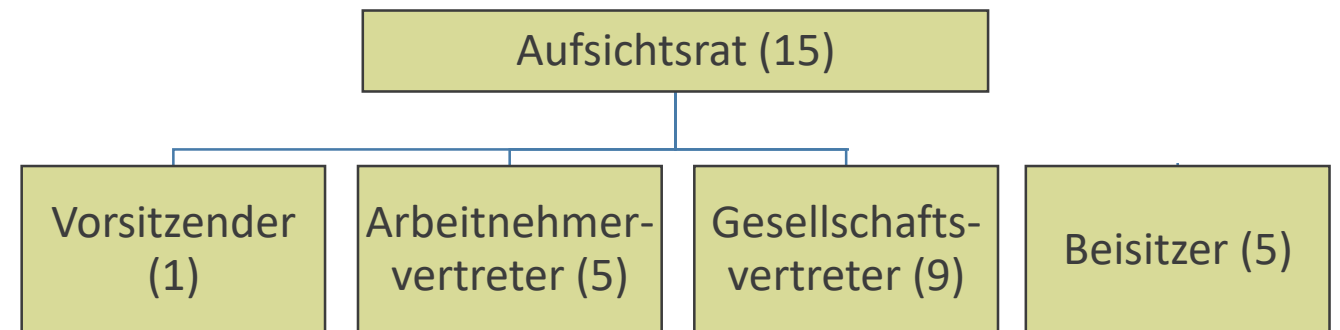 Aufsichtsrat (15)
Vorsitzender
(1)
Arbeitnehmer-
vertreter (5)
Gesellschafts-
vertreter (9)
Beisitzer (5)